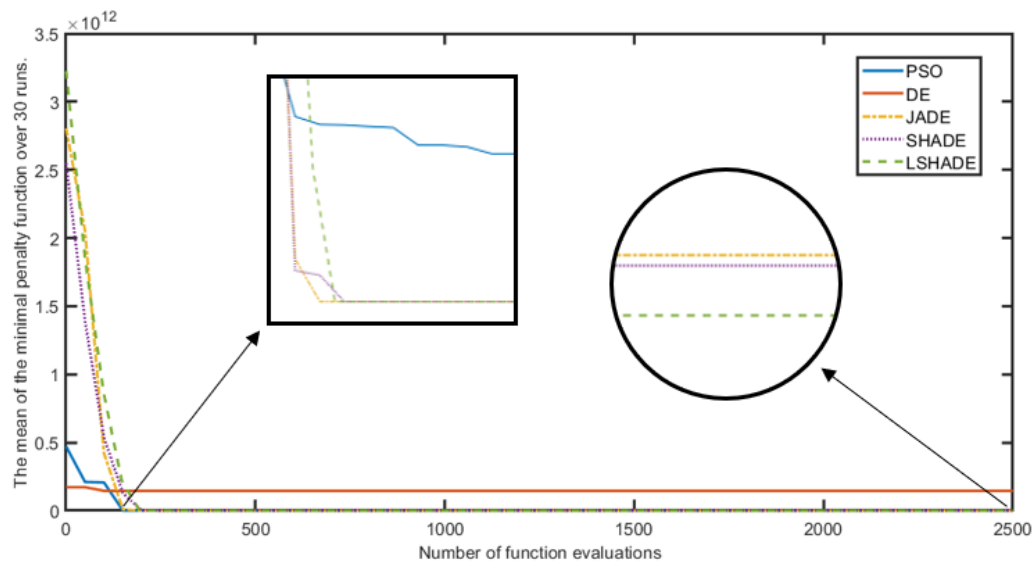 ×10^12
3.5
3
2.5
2
1.5
1
0.5
0
The mean of the minimal penalty function over 30 runs.
PSO
DE
JADE
SHADE
LSHADE
0
500
1000
1500
2000
2500
Number of function evaluations